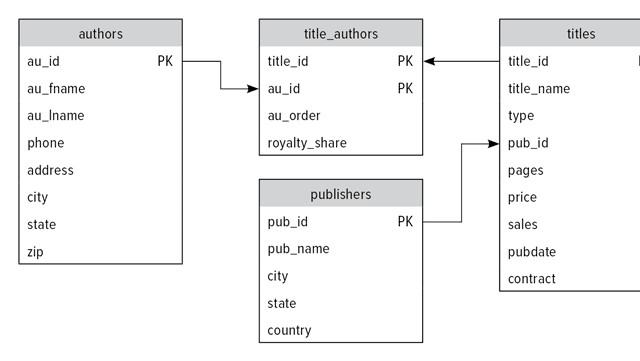 authors
au_id PK
au_fname
au_lname
phone
address
city
state
zip
title_authors
title_id PK
au_id PK
au_order
royalty_share
publishers
pub_id PK
pub_name
city
state
country
titles
title_id
title_name
type
pub_id
pages
price
sales
pubdate
contract